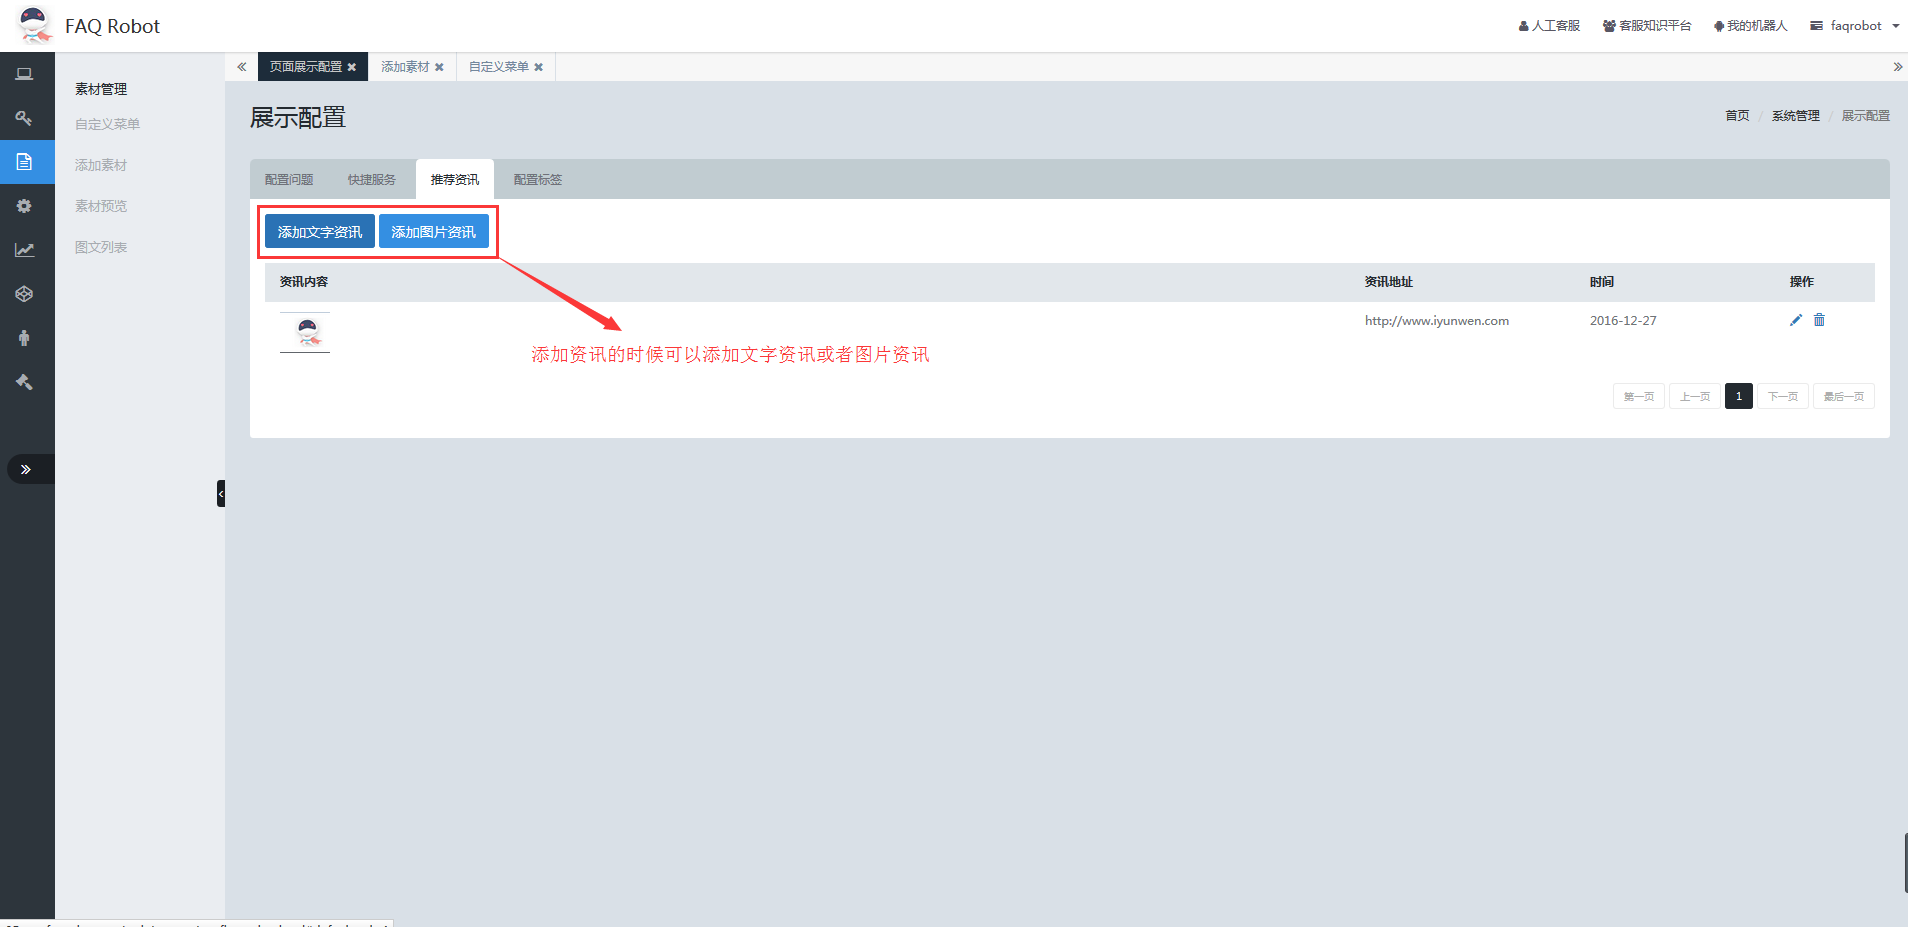 FAQ Robot
人工客服
客服知识平台
我的机器人
faqrobot
页面展示配置
添加素材
自定义菜单
素材管理
自定义菜单
添加素材
素材预览
图文列表
展示配置
首页 / 系统管理 / 展示配置
配置问题
快捷服务
推荐资讯
配置标签
添加文字资讯
添加图片资讯
资讯内容
资讯地址
时间
操作
http://www.iyunwen.com
2016-12-27
添加资讯的时候可以添加文字资讯或者图片资讯
第一页
上一页
1
下一页
最后一页